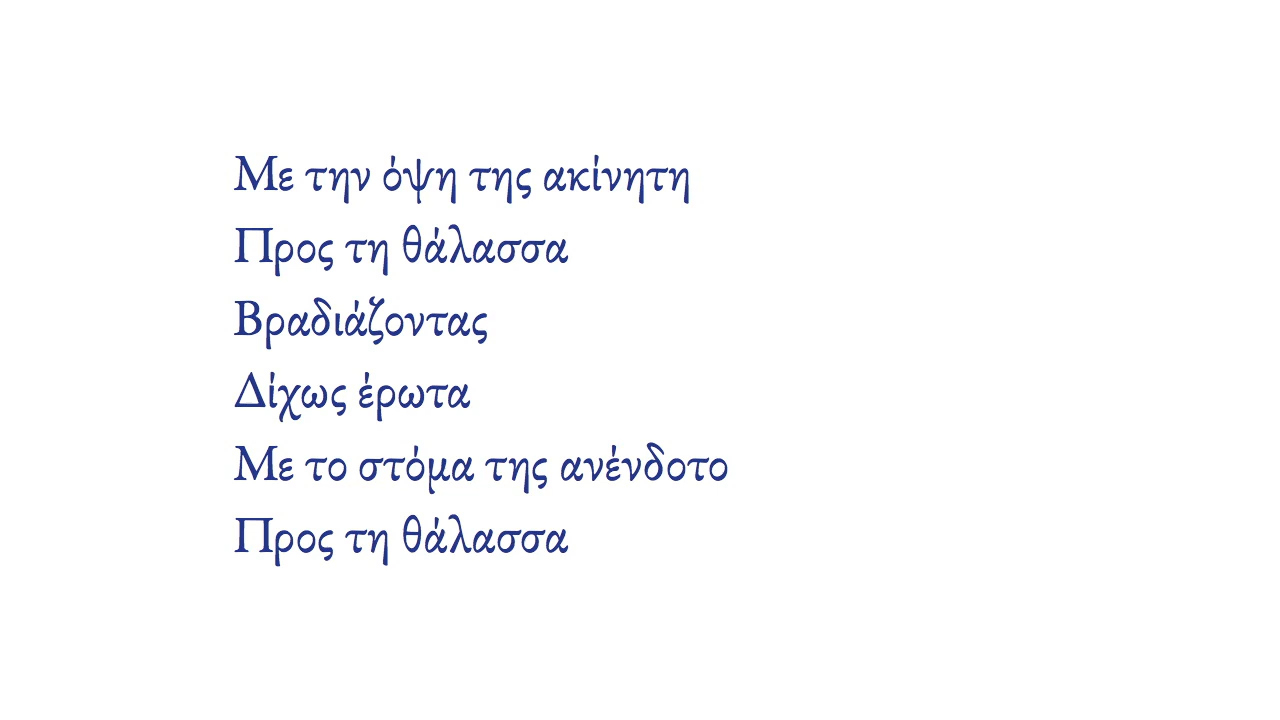 Με την όψη της ακίνητη
Προς τη θάλασσα
Βραδιάζοντας
Δίχως έρωτα
Με το στόμα της ανένδοτο
Προς τη θάλασσα